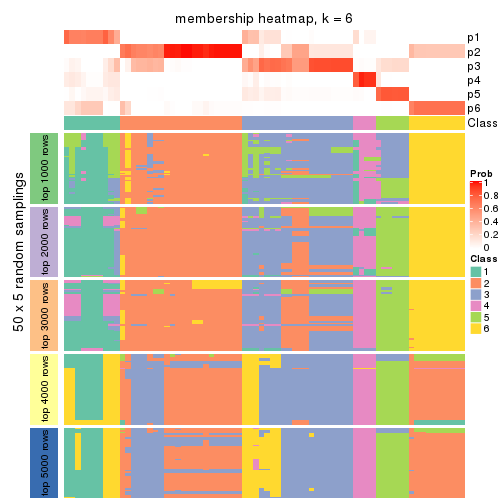 membership heatmap, k = 6
p1
p2
p3
p4
p5
p6
Class
50 x 5 random samplings
top 1000 rows
top 2000 rows
top 3000 rows
top 4000 rows
top 5000 rows
Prob
1
0.8
0.6
0.4
0.2
0
Class
1
2
3
4
5
6